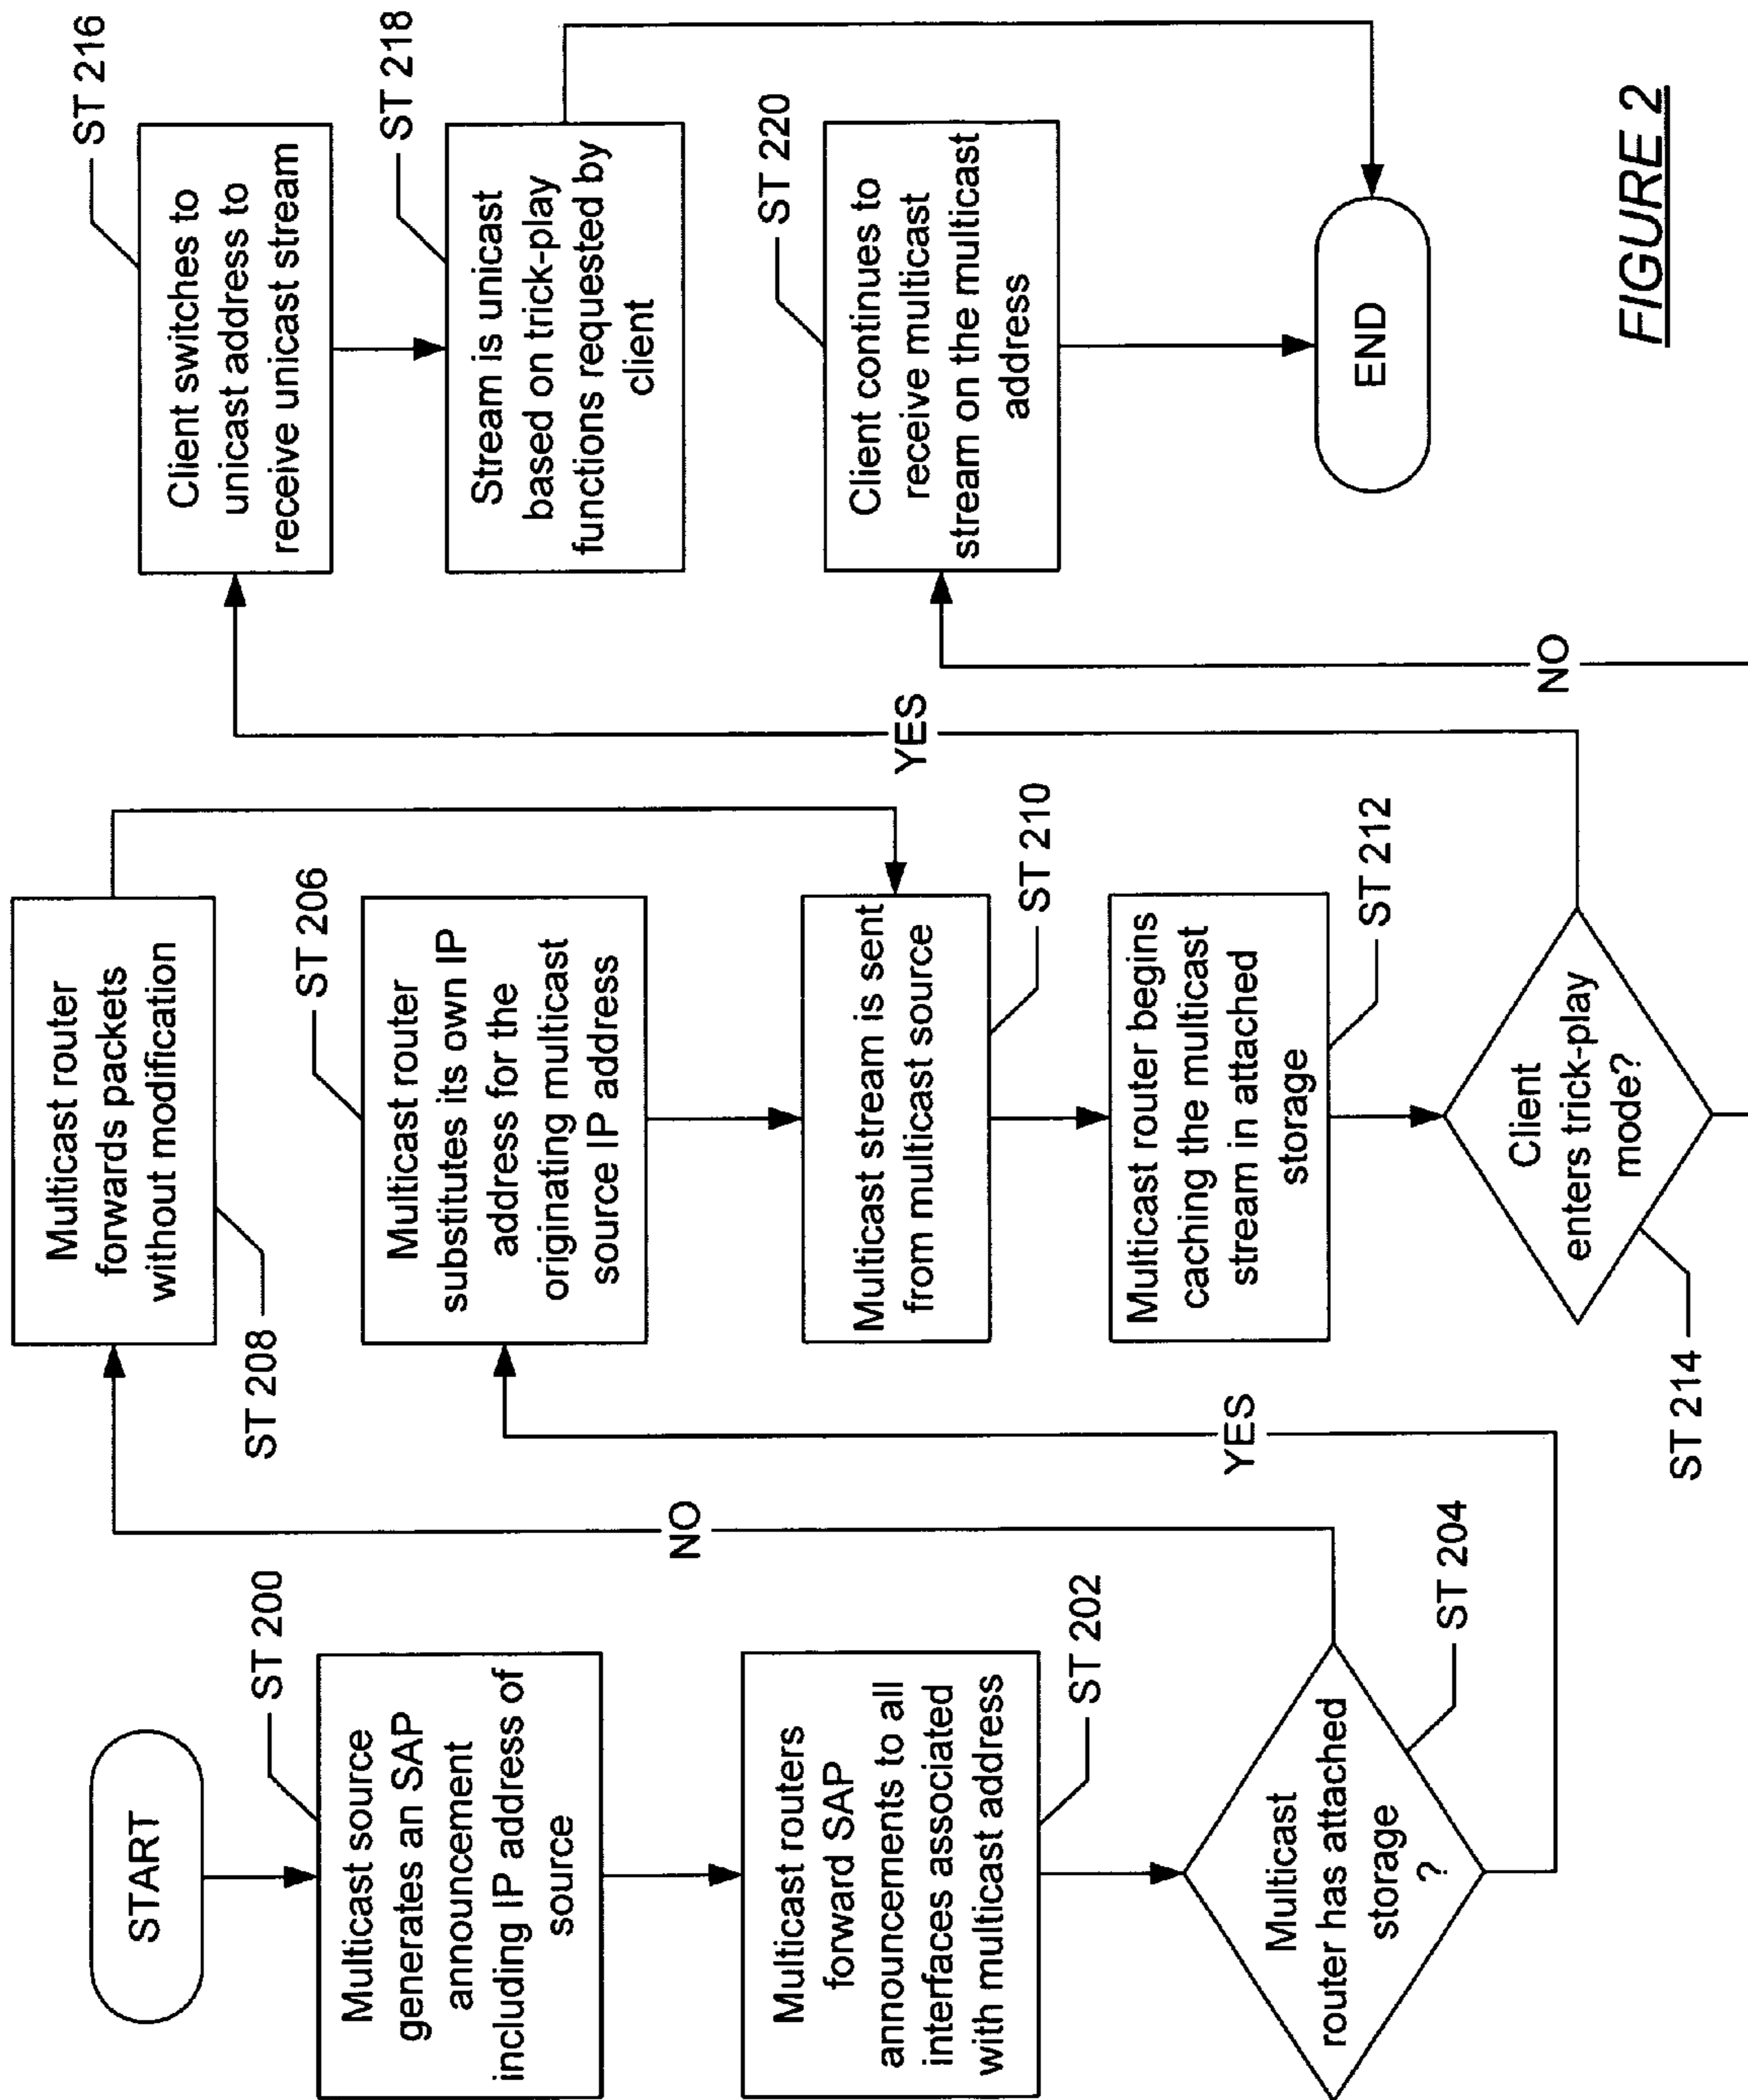 START
ST 200
Multicast source
generates an SAP
announcement
including IP address of
source
Multicast routers
forward SAP
announcements to all
interfaces associated
with multicast address
ST 202
Multicast
router has attached
storage
?
ST 204
NO
YES
Multicast router
forwards packets
without modification
ST 208
ST 206
Multicast router
substitutes its own IP
address for the
originating multicast
source IP address
Multicast stream is sent
from multicast source
ST 210
Multicast router begins
caching the multicast
stream in attached
storage
ST 212
Client
enters trick-play
mode?
ST 214
YES
NO
ST 216
Client switches to
unicast address to
receive unicast stream
ST 218
Stream is unicast
based on trick-play
functions requested by
client
ST 220
Client continues to
receive multicast
stream on the multicast
address
END
FIGURE 2